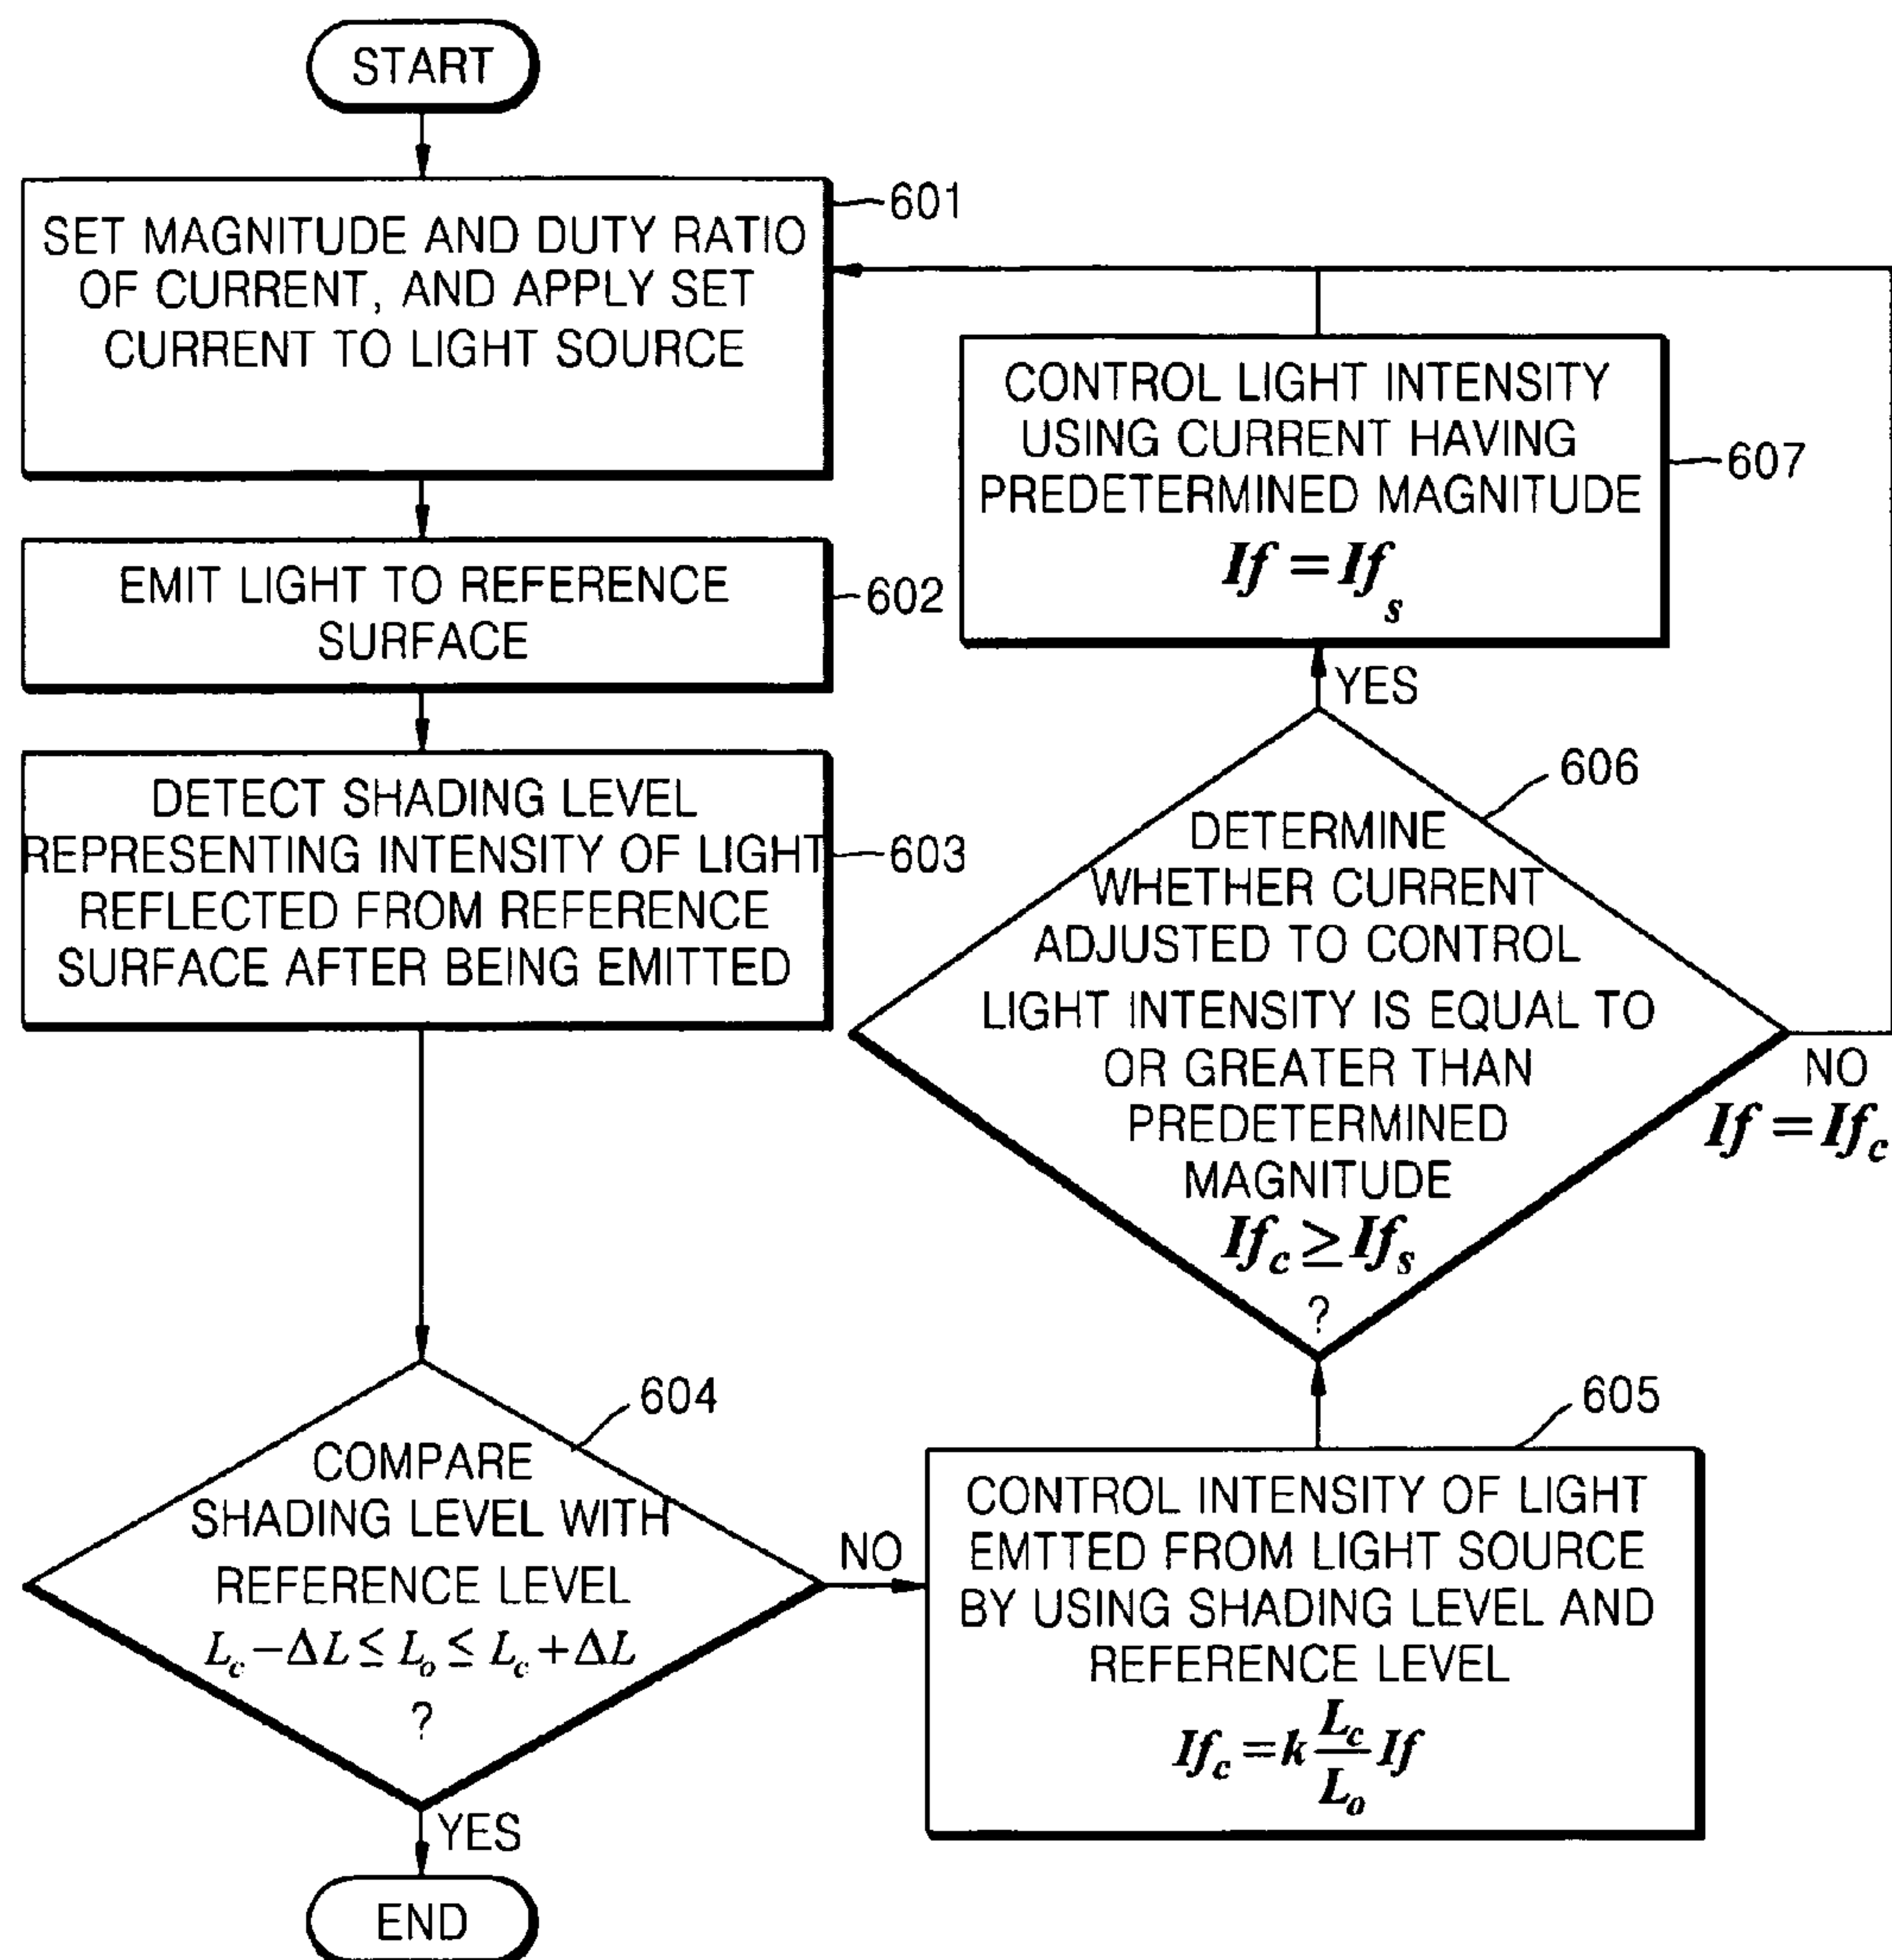 START
SET MAGNITUDE AND DUTY RATIO
OF CURRENT, AND APPLY SET
CURRENT TO LIGHT SOURCE
601
EMIT LIGHT TO REFERENCE
SURFACE
602
DETECT SHADING LEVEL
REPRESENTING INTENSITY OF LIGHT
REFLECTED FROM REFERENCE
SURFACE AFTER BEING EMITTED
603
604
COMPARE
SHADING LEVEL WITH
REFERENCE LEVEL
L_c − ΔL ≤ L_o ≤ L_c + ΔL
?
YES
END
NO
605
CONTROL INTENSITY OF LIGHT
EMTTED FROM LIGHT SOURCE
BY USING SHADING LEVEL AND
REFERENCE LEVEL
If_c = k L_c/L_o If
606
DETERMINE
WHETHER CURRENT
ADJUSTED TO CONTROL
LIGHT INTENSITY IS EQUAL TO
OR GREATER THAN
PREDETERMINED
MAGNITUDE
If_c ≥ If_s
?
NO
If = If_c
YES
CONTROL LIGHT INTENSITY
USING CURRENT HAVING
PREDETERMINED MAGNITUDE
If = If_s
607